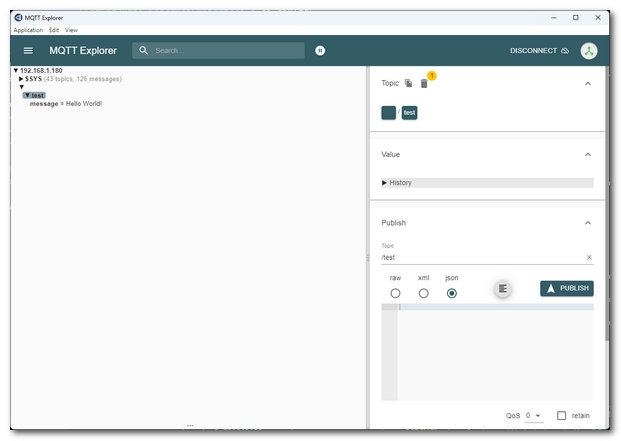 MQTT Explorer
Application Edit View
MQTT Explorer
Search...
DISCONNECT
▼ 192.168.1.180
▶ $SYS (43 topics, 126 messages)
▼
▼ test
message = Hello World!
Topic
1
/ test
Value
▶ History
Publish
Topic
/test
raw xml json
PUBLISH
QoS 0 retain